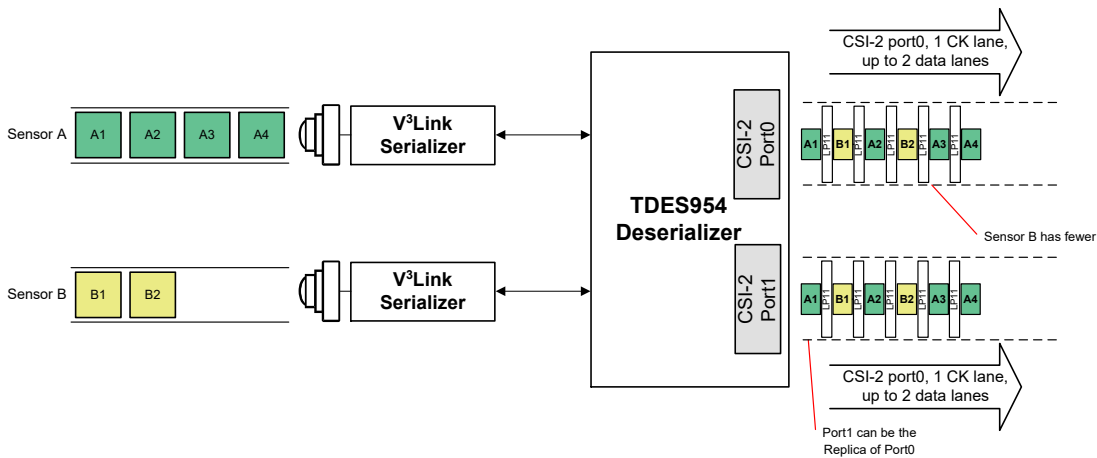 CSI-2 port0, 1 CK lane,
up to 2 data lanes
Sensor A
A1
A2
A3
A4
V³Link
Serializer
CSI-2
Port0
A1
LP11
B1
LP11
A2
LP11
B2
LP11
A3
LP11
A4
TDES954
Deserializer
Sensor B has fewer
Sensor B
B1
B2
V³Link
Serializer
CSI-2
Port1
A1
LP11
B1
LP11
A2
LP11
B2
LP11
A3
LP11
A4
CSI-2 port0, 1 CK lane,
up to 2 data lanes
Port1 can be the
Replica of Port0